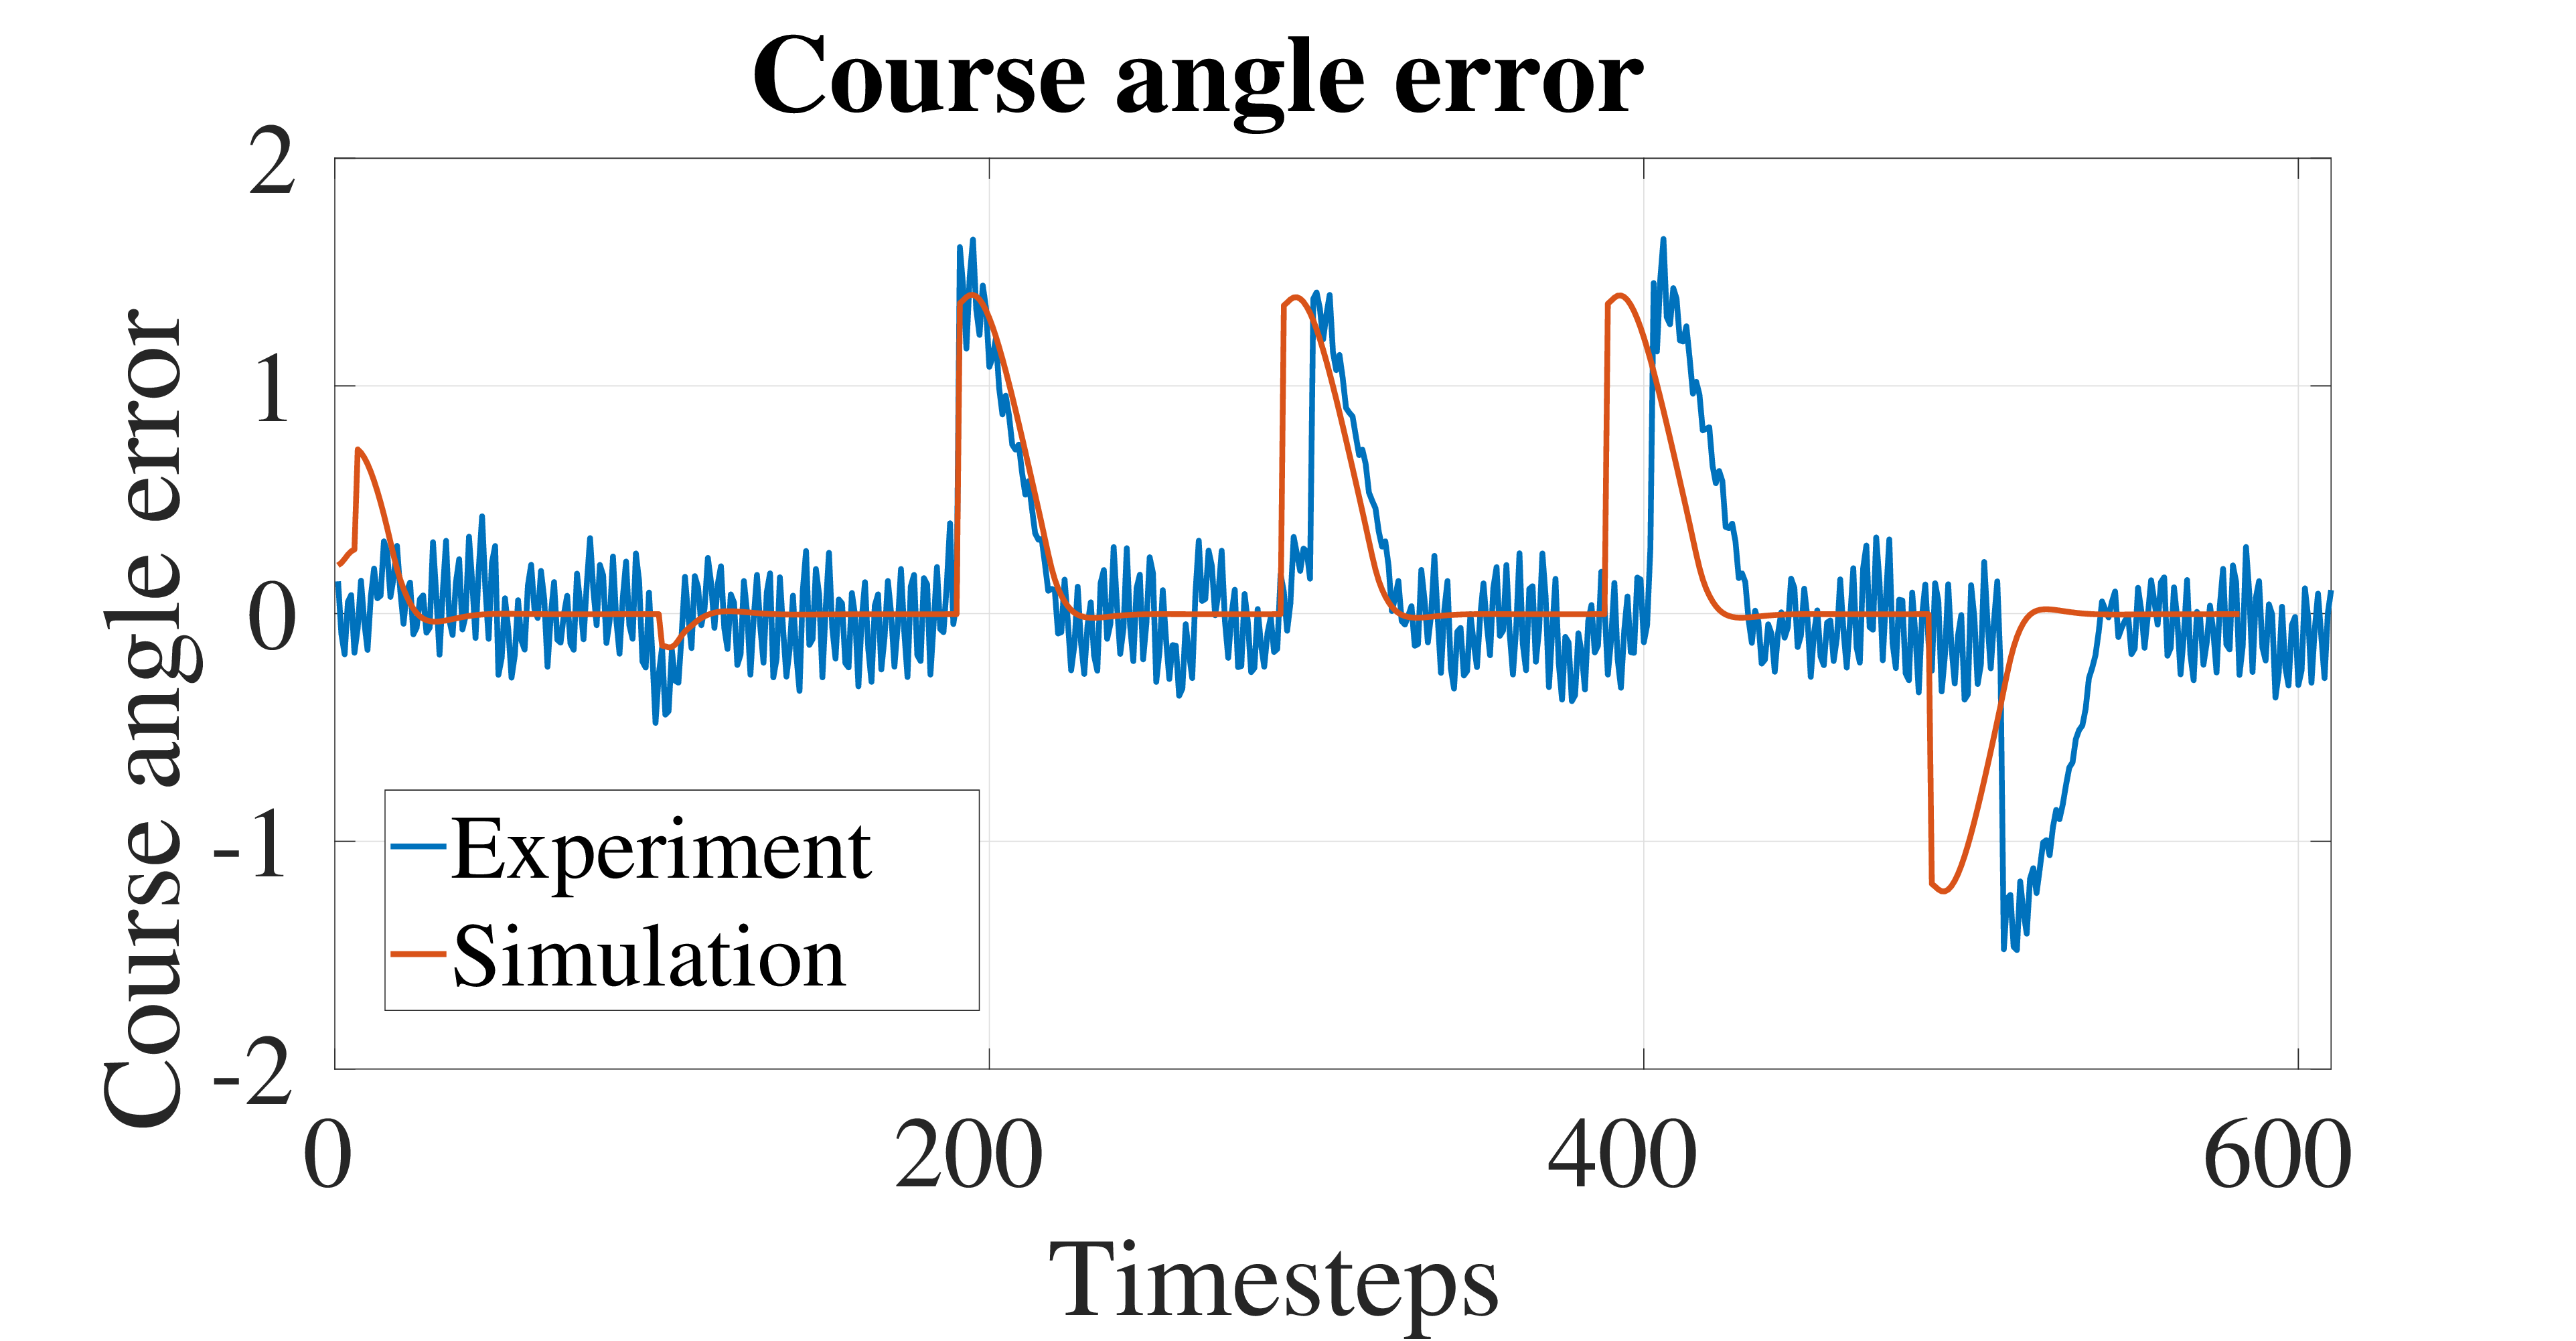 Course angle error
Course angle error
2
1
0
-1
-2
Experiment
Simulation
0 200 400 600
Timesteps